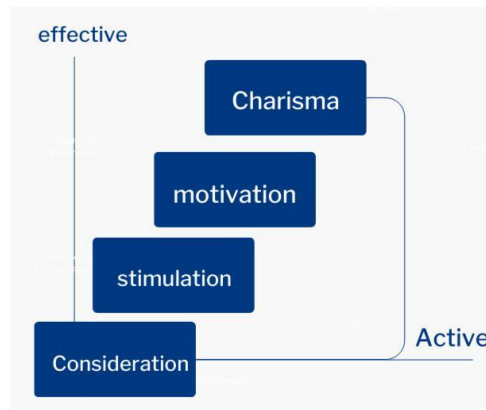 effective
Charisma
motivation
stimulation
Consideration
Active